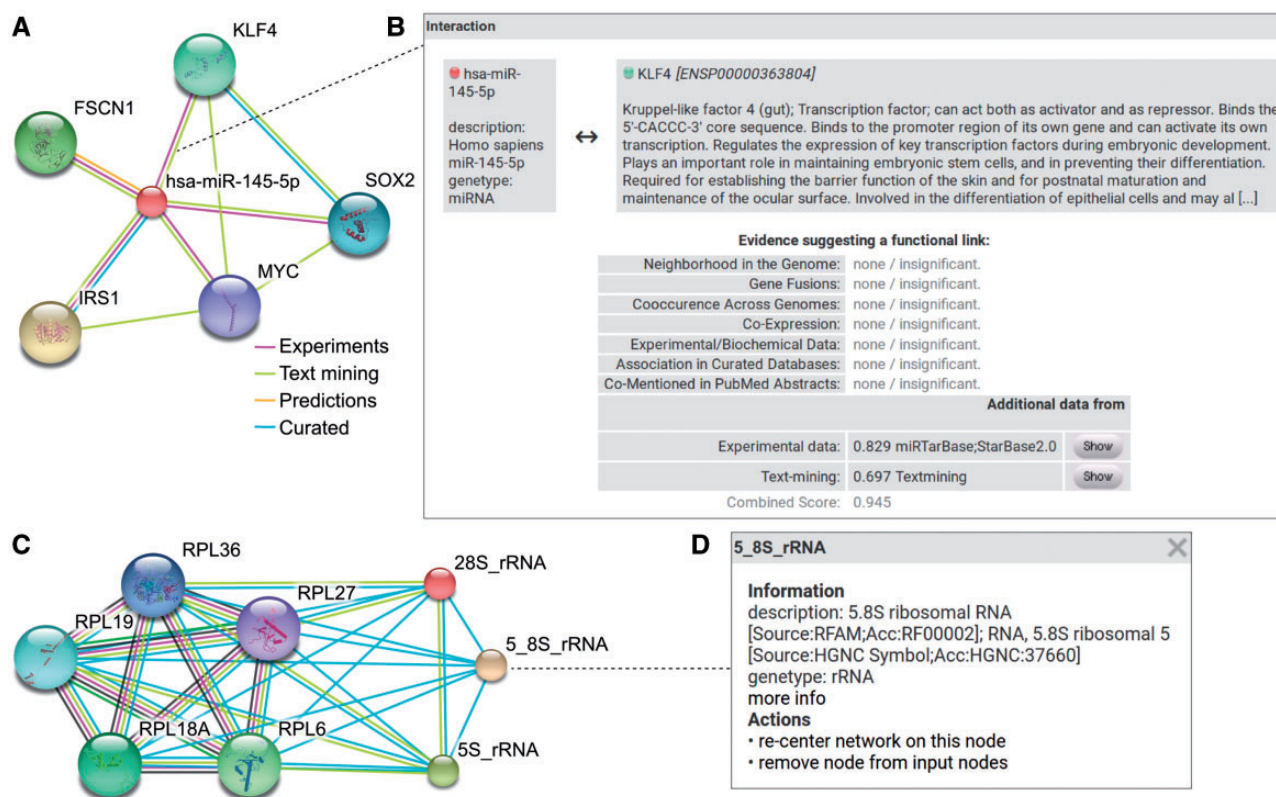 A
KLF4
FSCN1
hsa-miR-145-5p
SOX2
MYC
IRS1
Experiments
Text mining
Predictions
Curated
B
Interaction
hsa-miR-
145-5p
description:
Homo sapiens
miR-145-5p
genetype:
miRNA
↔
KLF4 [ENSP00000363804]
Kruppel-like factor 4 (gut); Transcription factor; can act both as activator and as repressor. Binds the
5'-CACCC-3' core sequence. Binds to the promoter region of its own gene and can activate its own
transcription. Regulates the expression of key transcription factors during embryonic development.
Plays an important role in maintaining embryonic stem cells, and in preventing their differentiation.
Required for establishing the barrier function of the skin and for postnatal maturation and
maintenance of the ocular surface. Involved in the differentiation of epithelial cells and may al [...]
Evidence suggesting a functional link:
Neighborhood in the Genome: none / insignificant.
Gene Fusions: none / insignificant.
Cooccurence Across Genomes: none / insignificant.
Co-Expression: none / insignificant.
Experimental/Biochemical Data: none / insignificant.
Association in Curated Databases: none / insignificant.
Co-Mentioned in PubMed Abstracts: none / insignificant.
Additional data from
Experimental data: 0.829 miRTarBase;StarBase2.0 Show
Text-mining: 0.697 Textmining Show
Combined Score: 0.945
C
RPL36
28S_rRNA
RPL27
RPL19
5_8S_rRNA
RPL18A
RPL6
5S_rRNA
D
5_8S_rRNA
Information
description: 5.8S ribosomal RNA
[Source:RFAM;Acc:RF00002]; RNA, 5.8S ribosomal 5
[Source:HGNC Symbol;Acc:HGNC:37660]
genetype: rRNA
more info
Actions
• re-center network on this node
• remove node from input nodes